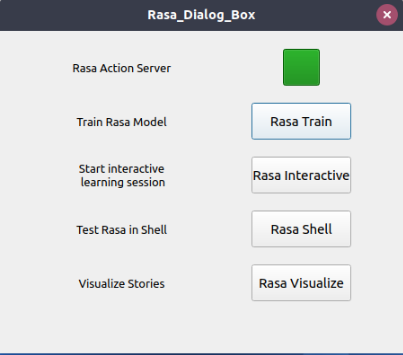 Rasa_Dialog_Box
Rasa Action Server
Train Rasa Model
Rasa Train
Start interactive
learning session
Rasa Interactive
Test Rasa in Shell
Rasa Shell
Visualize Stories
Rasa Visualize